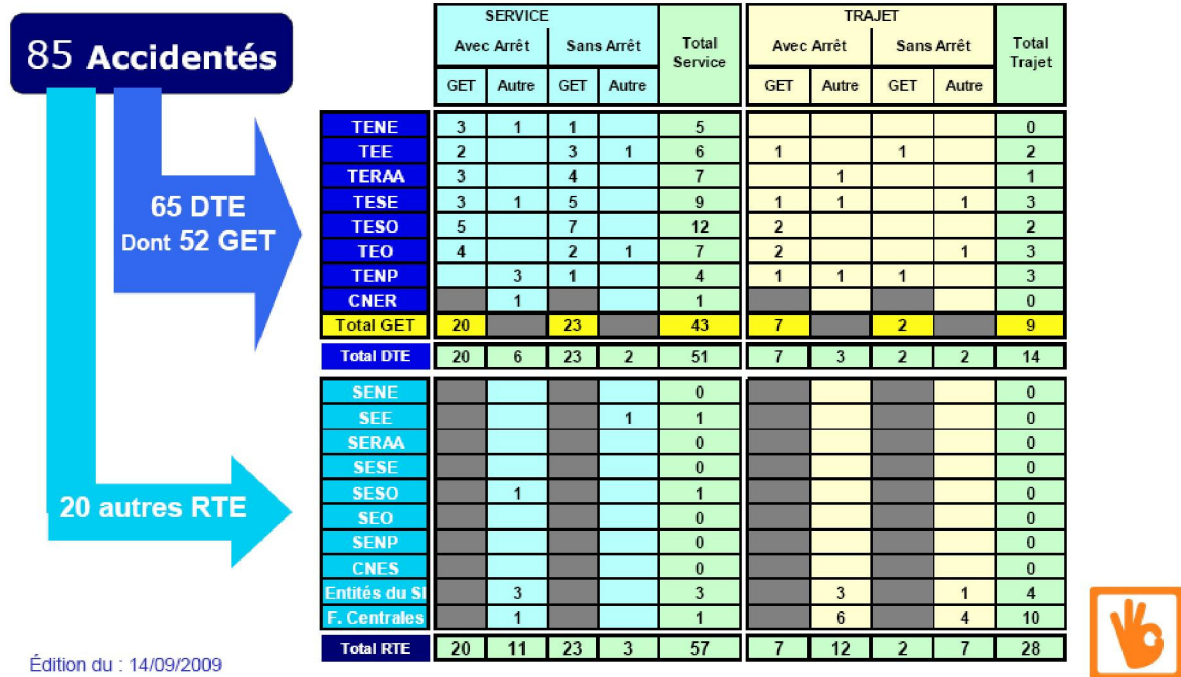 85 Accidentés
65 DTE
Dont 52 GET
20 autres RTE
Édition du : 14/09/2009
SERVICE TRAJET
Avec Arrêt Sans Arrêt Total Service Avec Arrêt Sans Arrêt Total Trajet
GET Autre GET Autre GET Autre GET Autre
TENE 3 1 1 5 0
TEE 2 3 1 6 1 1 2
TERAA 3 4 7 1 1
TESE 3 1 5 9 1 1 1 3
TESO 5 7 12 2 2
TEO 4 2 1 7 2 1 3
TENP 3 1 4 1 1 1 3
CNER 1 1 0
Total GET 20 23 43 7 2 9
Total DTE 20 6 23 2 51 7 3 2 2 14
SENE 0 0
SEE 1 1 0
SERAA 0 0
SESE 0 0
SESO 1 1 0
SEO 0 0
SENP 0 0
CNES 0 0
Entités du SI 3 3 3 1 4
F. Centrales 1 1 6 4 10
Total RTE 20 11 23 3 57 7 12 2 7 28